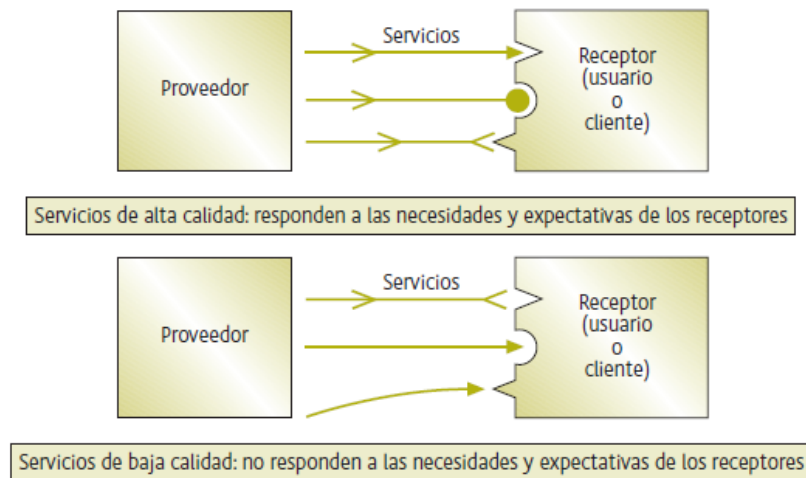 Servicios
Proveedor
Receptor
(usuario
o
cliente)
Servicios de alta calidad: responden a las necesidades y expectativas de los receptores
Servicios
Proveedor
Receptor
(usuario
o
cliente)
Servicios de baja calidad: no responden a las necesidades y expectativas de los receptores